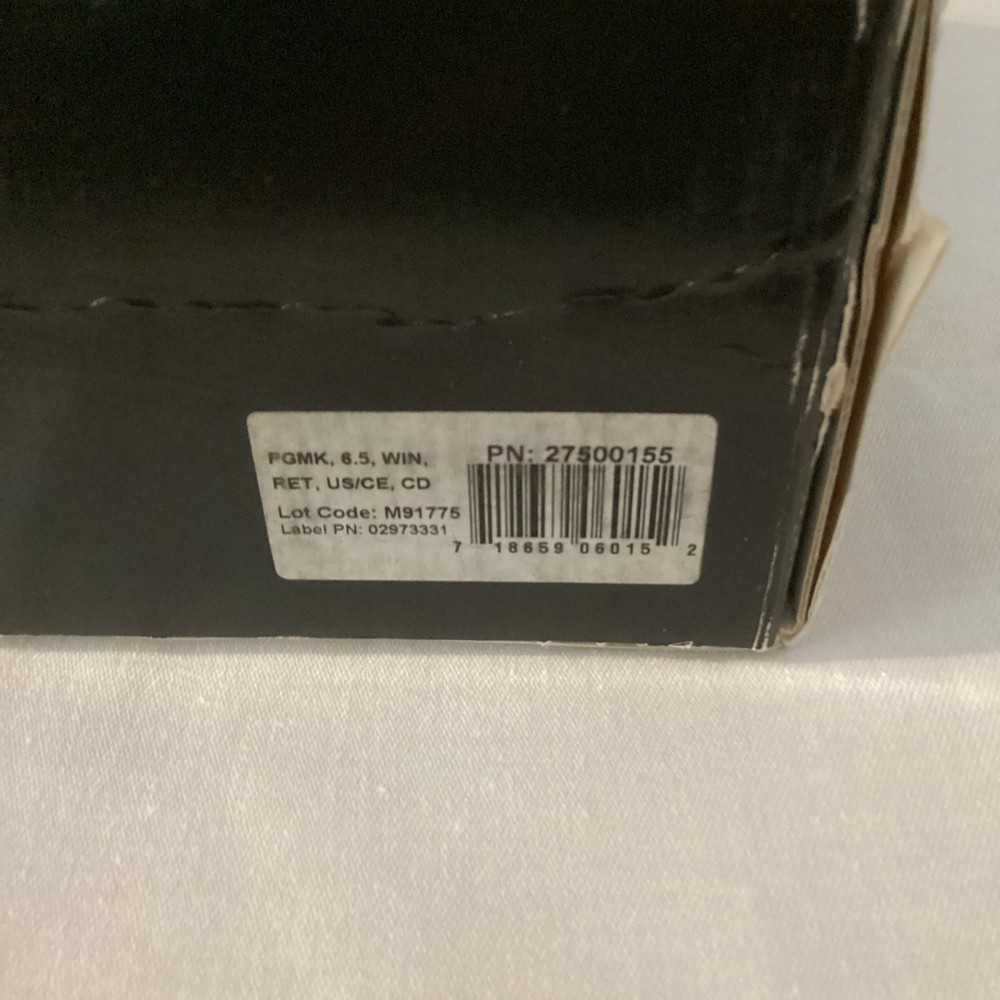 PGMK, 6.5, WIN,
RET, US/CE, CD
Lot Code: M91775
Label PN: 02973331
PN: 27500155
7 18659 06015 2